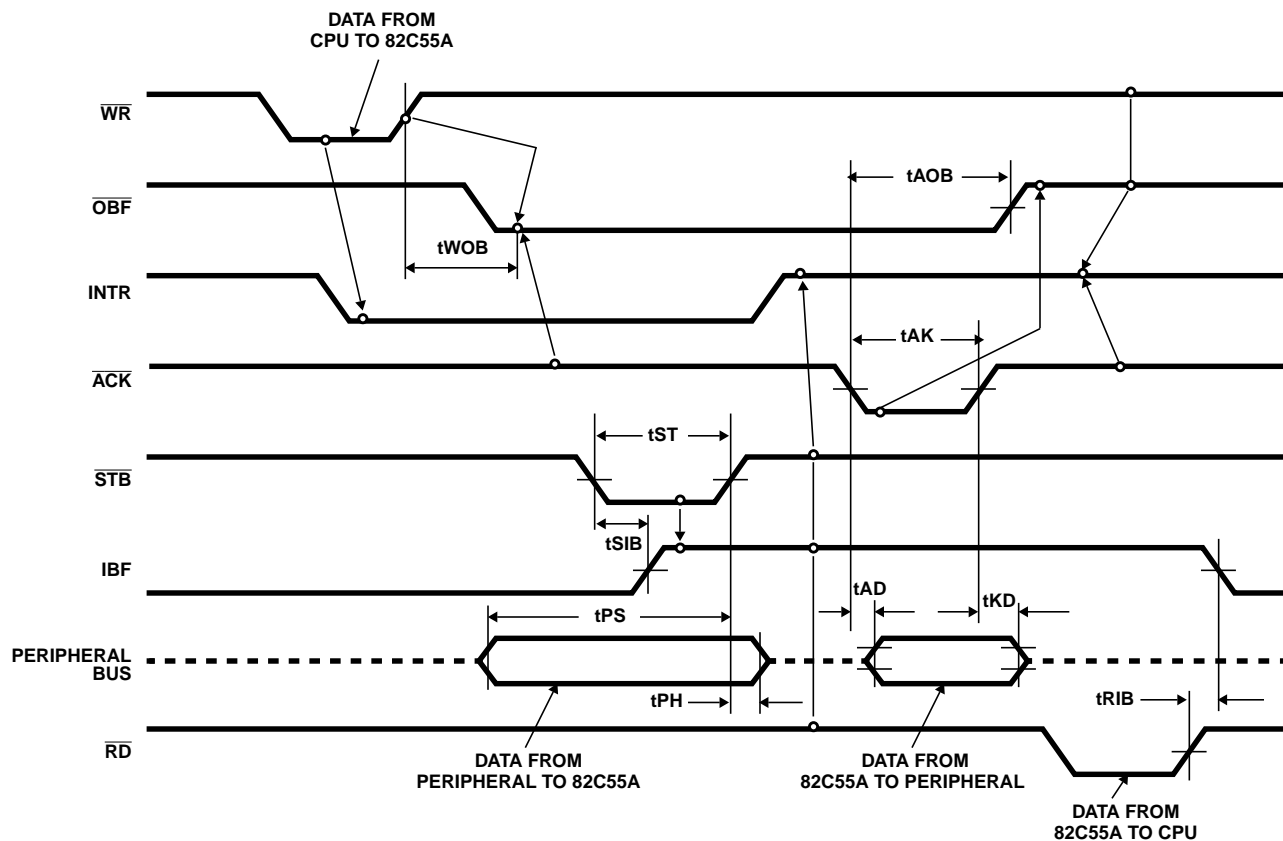 DATA FROM
CPU TO 82C55A
WR
OBF
tAOB
tWOB
INTR
tAK
ACK
tST
STB
tSIB
IBF
tAD
tKD
tPS
PERIPHERAL
BUS
tPH
tRIB
RD
DATA FROM
PERIPHERAL TO 82C55A
DATA FROM
82C55A TO PERIPHERAL
DATA FROM
82C55A TO CPU